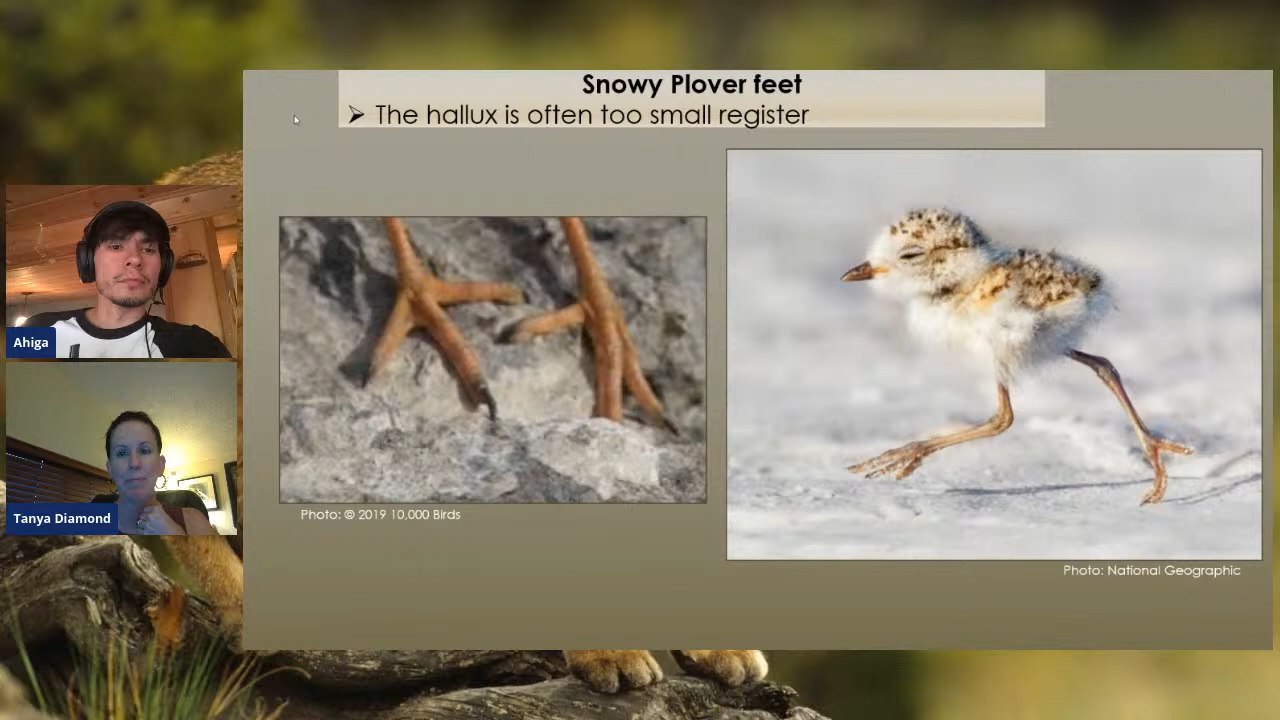 Snowy Plover feet
➢ The hallux is often too small register
Ahiga
Tanya Diamond
Photo: © 2019 10,000 Birds
Photo: National Geographic